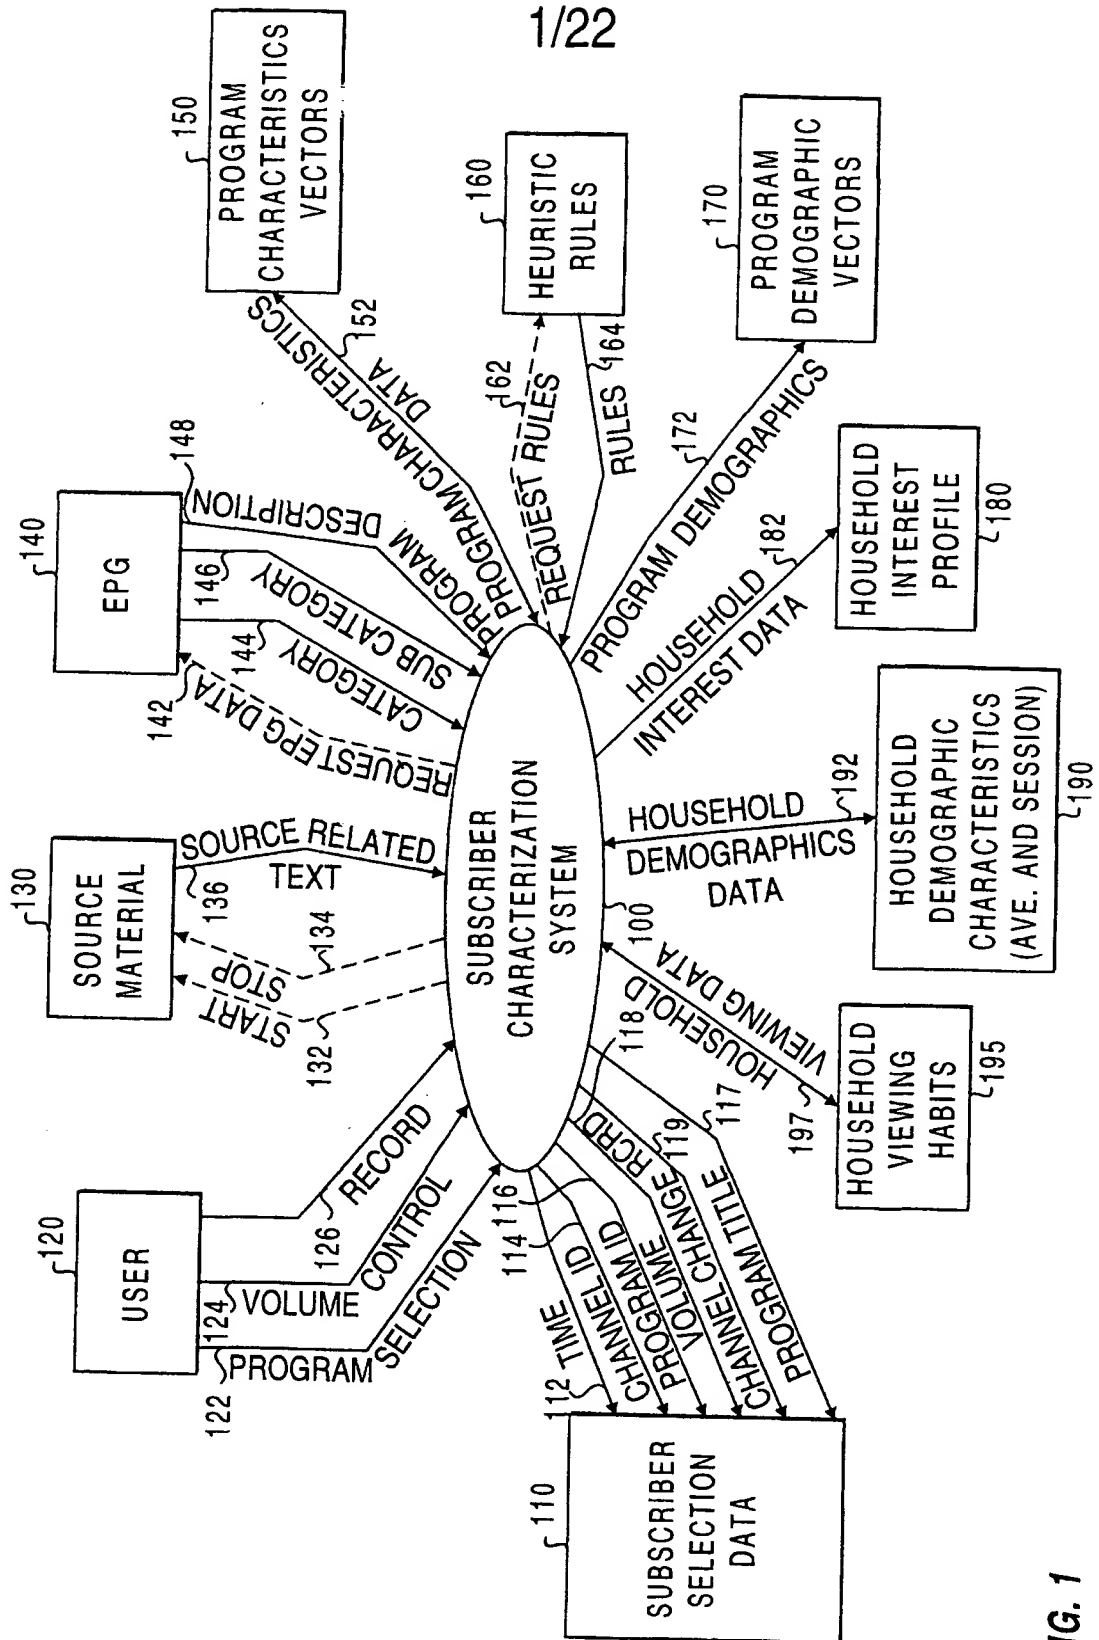 1/22
120
USER
122
PROGRAM
SELECTION
124
VOLUME
CONTROL
126
RECORD
130
SOURCE
MATERIAL
132
START
134
STOP
136
SOURCE RELATED
TEXT
140
EPG
142
REQUEST EPG DATA
144
CATEGORY
146
SUB CATEGORY
148
PROGRAM DESCRIPTION
150
PROGRAM
CHARACTERISTICS
VECTORS
152
PROGRAM CHARACTERISTICS
DATA
160
HEURISTIC
RULES
162
REQUEST RULES
164
RULES
170
PROGRAM
DEMOGRAPHIC
VECTORS
172
PROGRAM DEMOGRAPHICS
180
HOUSEHOLD
INTEREST
PROFILE
182
HOUSEHOLD
INTEREST DATA
190
HOUSEHOLD
DEMOGRAPHIC
CHARACTERISTICS
(AVE. AND SESSION)
192
HOUSEHOLD
DEMOGRAPHICS
DATA
195
HOUSEHOLD
VIEWING
HABITS
197
HOUSEHOLD
VIEWING DATA
SUBSCRIBER
CHARACTERIZATION
SYSTEM
100
110
SUBSCRIBER
SELECTION
DATA
112
TIME
114
CHANNEL ID
116
PROGRAM ID
118
VOLUME
CHANGE RCRD
119
CHANNEL CHANGE
117
PROGRAM TITLE
IG. 1